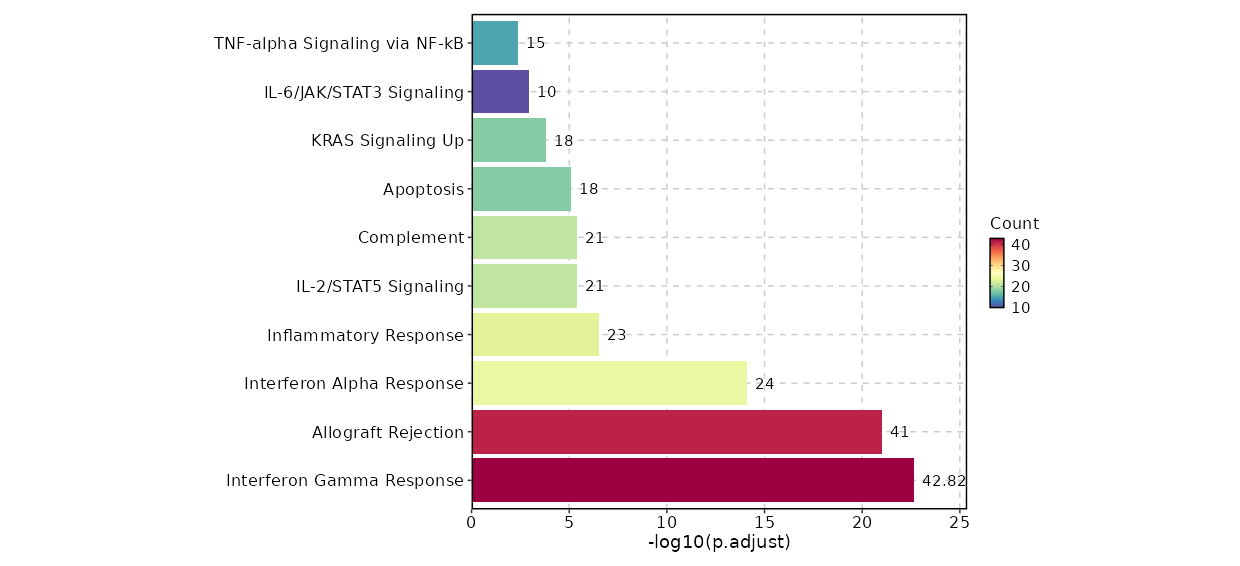 TNF-alpha Signaling via NF-kB 15
IL-6/JAK/STAT3 Signaling 10
KRAS Signaling Up 18
Apoptosis 18
Complement 21
IL-2/STAT5 Signaling 21
Inflammatory Response 23
Interferon Alpha Response 24
Allograft Rejection 41
Interferon Gamma Response 42.82
0 5 10 15 20 25
-log10(p.adjust)
Count
40
30
20
10